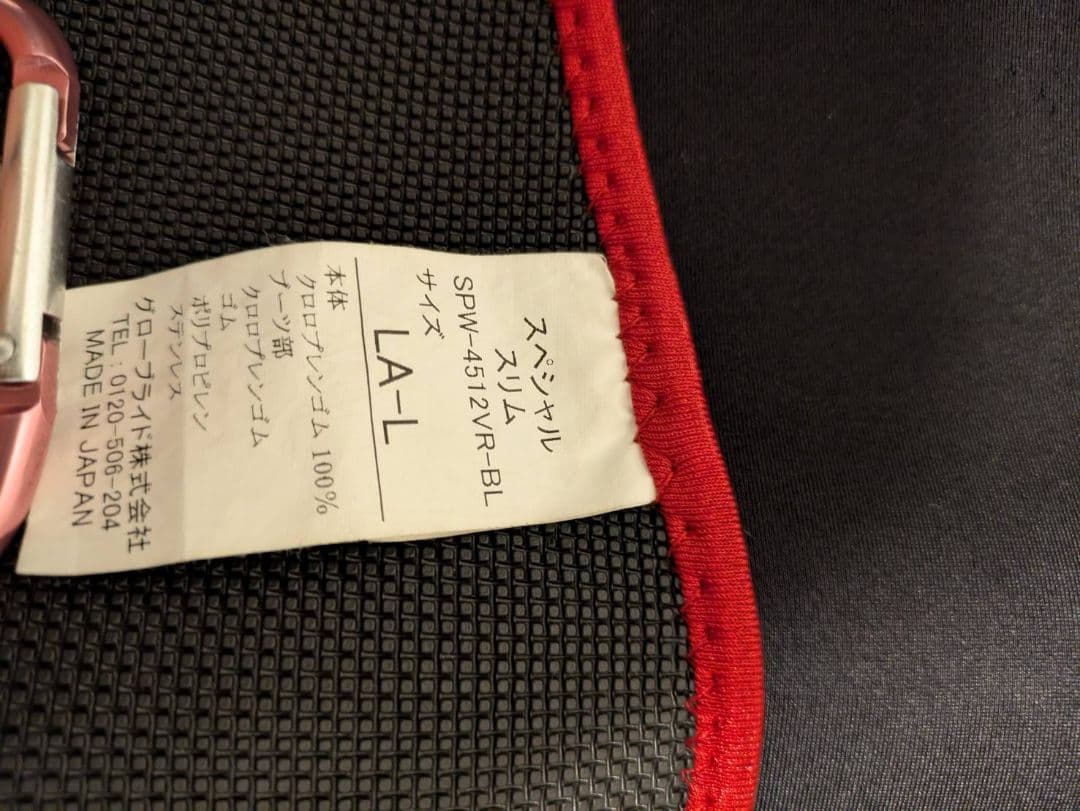 スペシャル
スリム
SPW-4512VR-BL
サイズ
LA-L
本体
クロロプレンゴム 100%
ブーツ部
クロロプレンゴム
ゴム
ポリプロピレン
ステンレス
グローブライド株式会社
TEL:0120-506-204
MADE IN JAPAN